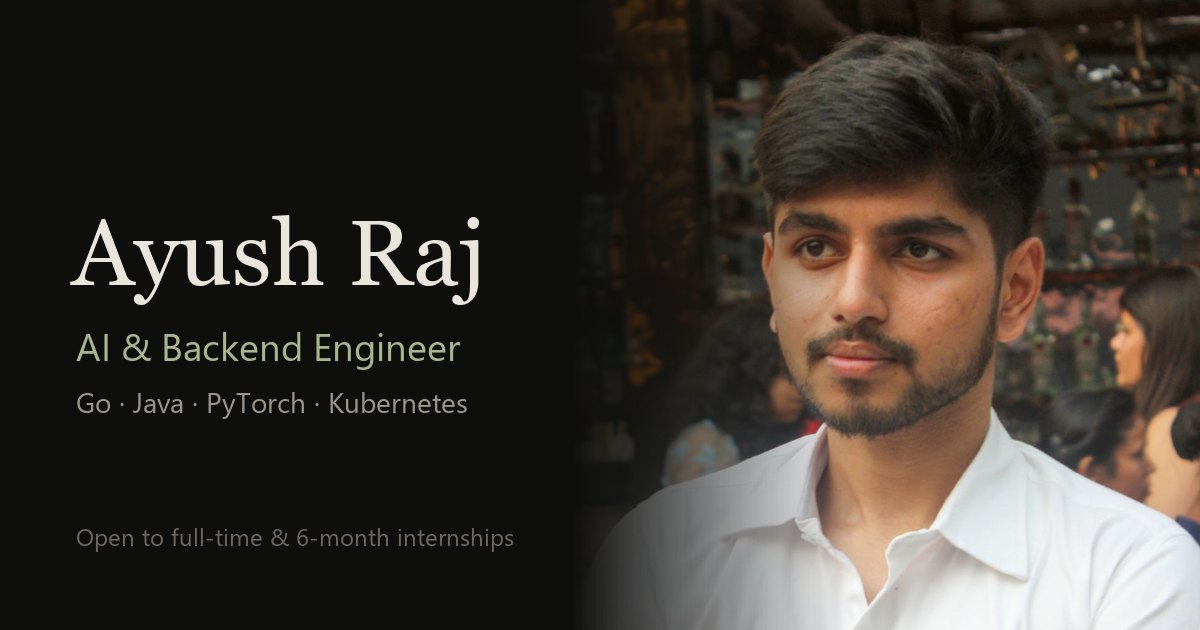 Ayush Raj
AI & Backend Engineer
Go · Java · PyTorch · Kubernetes
Open to full-time & 6-month internships